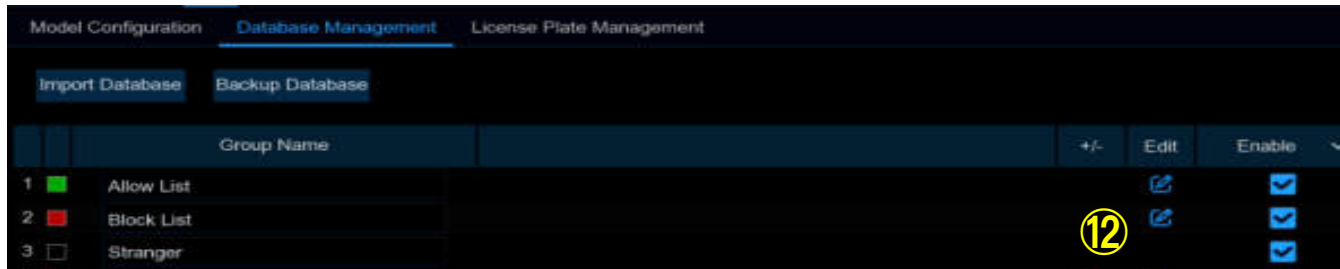 Model Configuration Database Management License Plate Management
Import Database Backup Database
Group Name +/- Edit Enable
1 Allow List
2 Block List
⑫
3 Stranger